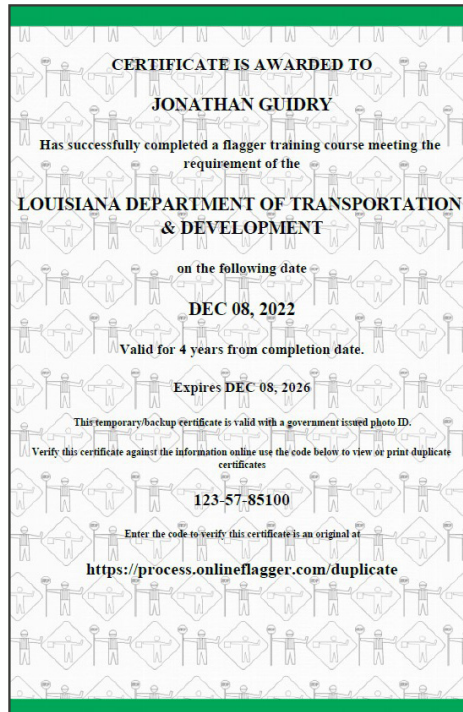 CERTIFICATE IS AWARDED TO
JONATHAN GUIDRY
Has successfully completed a flagger training course meeting the
requirement of the
LOUISIANA DEPARTMENT OF TRANSPORTATION
& DEVELOPMENT
on the following date
DEC 08, 2022
Valid for 4 years from completion date.
Expires DEC 08, 2026
This temporary/backup certificate is valid with a government issued photo ID.
Verify this certificate against the information online use the code below to view or print duplicate
certificates
123-57-85100
Enter the code to verify this certificate is an original at
https://process.onlineflagger.com/duplicate